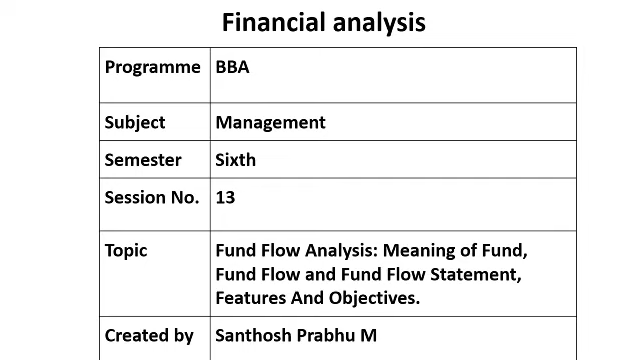 Financial analysis
Programme BBA
Subject Management
Semester Sixth
Session No. 13
Topic Fund Flow Analysis: Meaning of Fund,
Fund Flow and Fund Flow Statement,
Features And Objectives.
Created by Santhosh Prabhu M